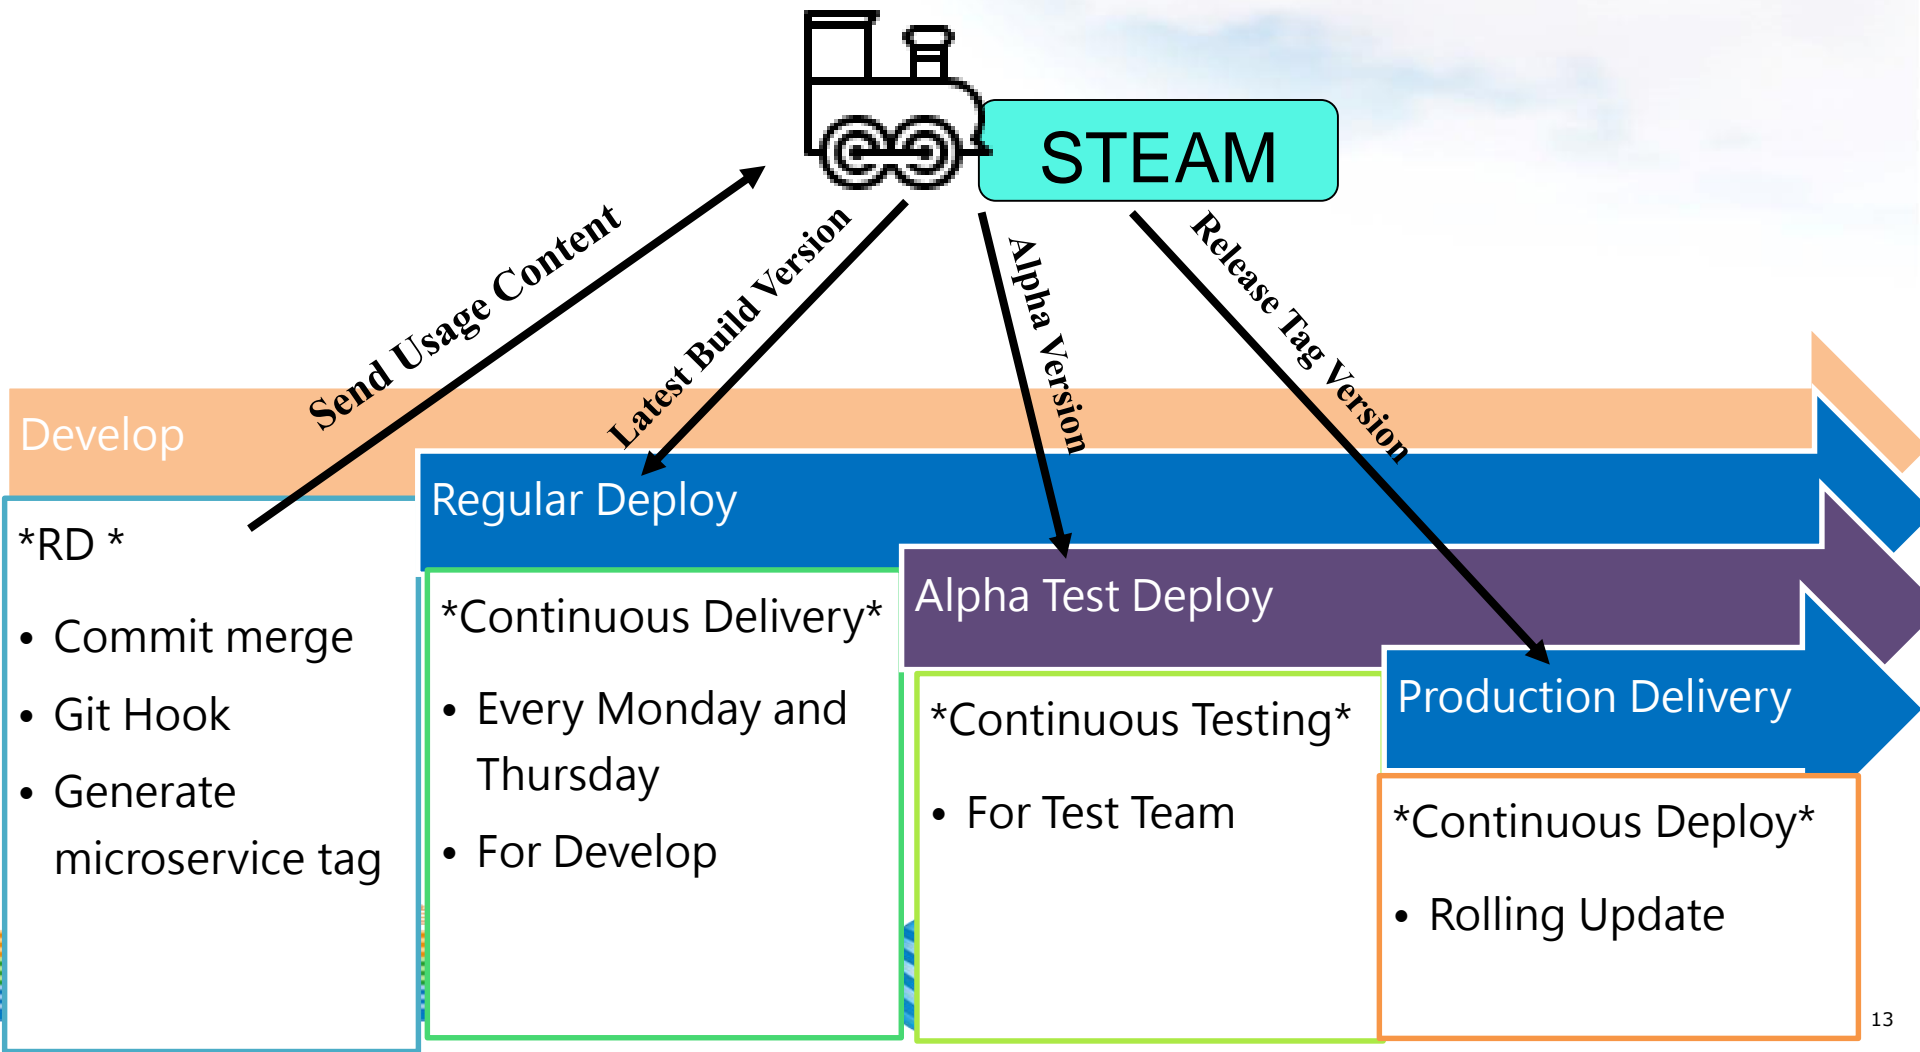 STEAM
Send Usage Content
Latest Build Version
Alpha Version
Release Tag Version
Develop
*RD *
• Commit merge
• Git Hook
• Generate
microservice tag
Regular Deploy
*Continuous Delivery*
• Every Monday and
Thursday
• For Develop
Alpha Test Deploy
*Continuous Testing*
• For Test Team
Production Delivery
*Continuous Deploy*
• Rolling Update
13